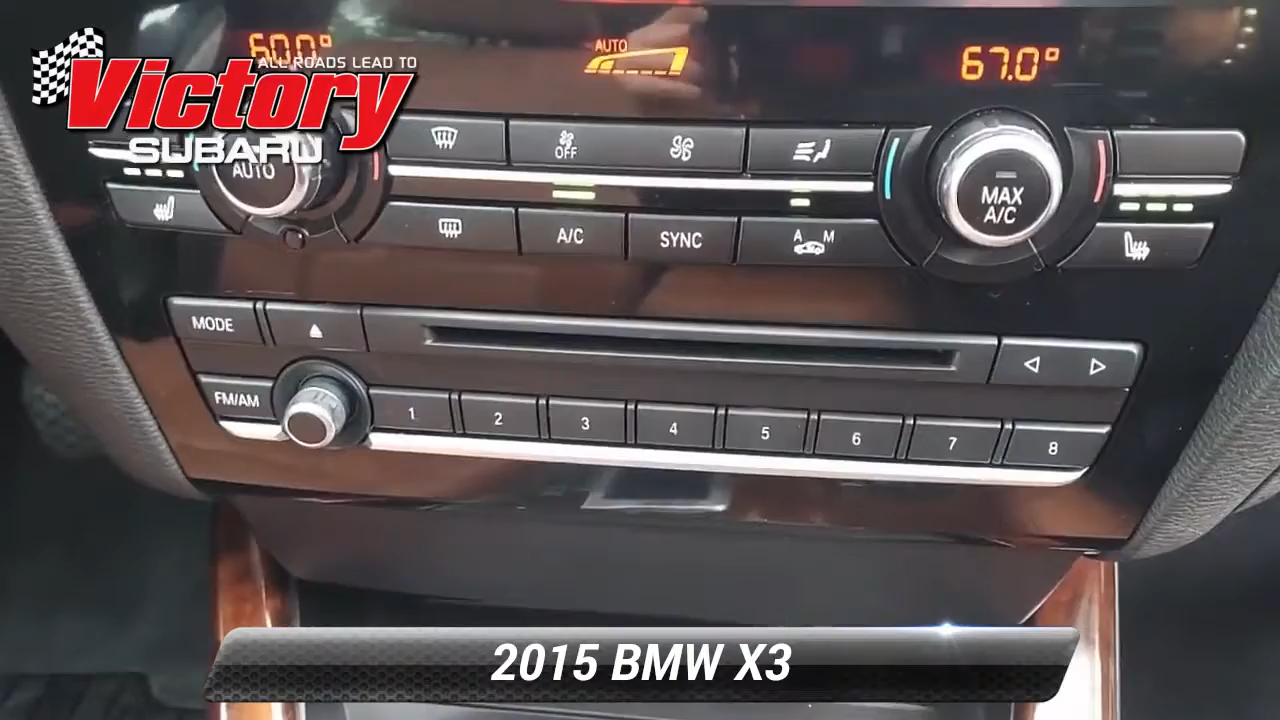 60.0°
AUTO
67.0°
ALL ROADS LEAD TO
Victory
SUBARU
OFF
AUTO
MAX
A/C
A/C
SYNC
A M
MODE
FM/AM
1 2 3 4 5 6 7 8
2015 BMW X3